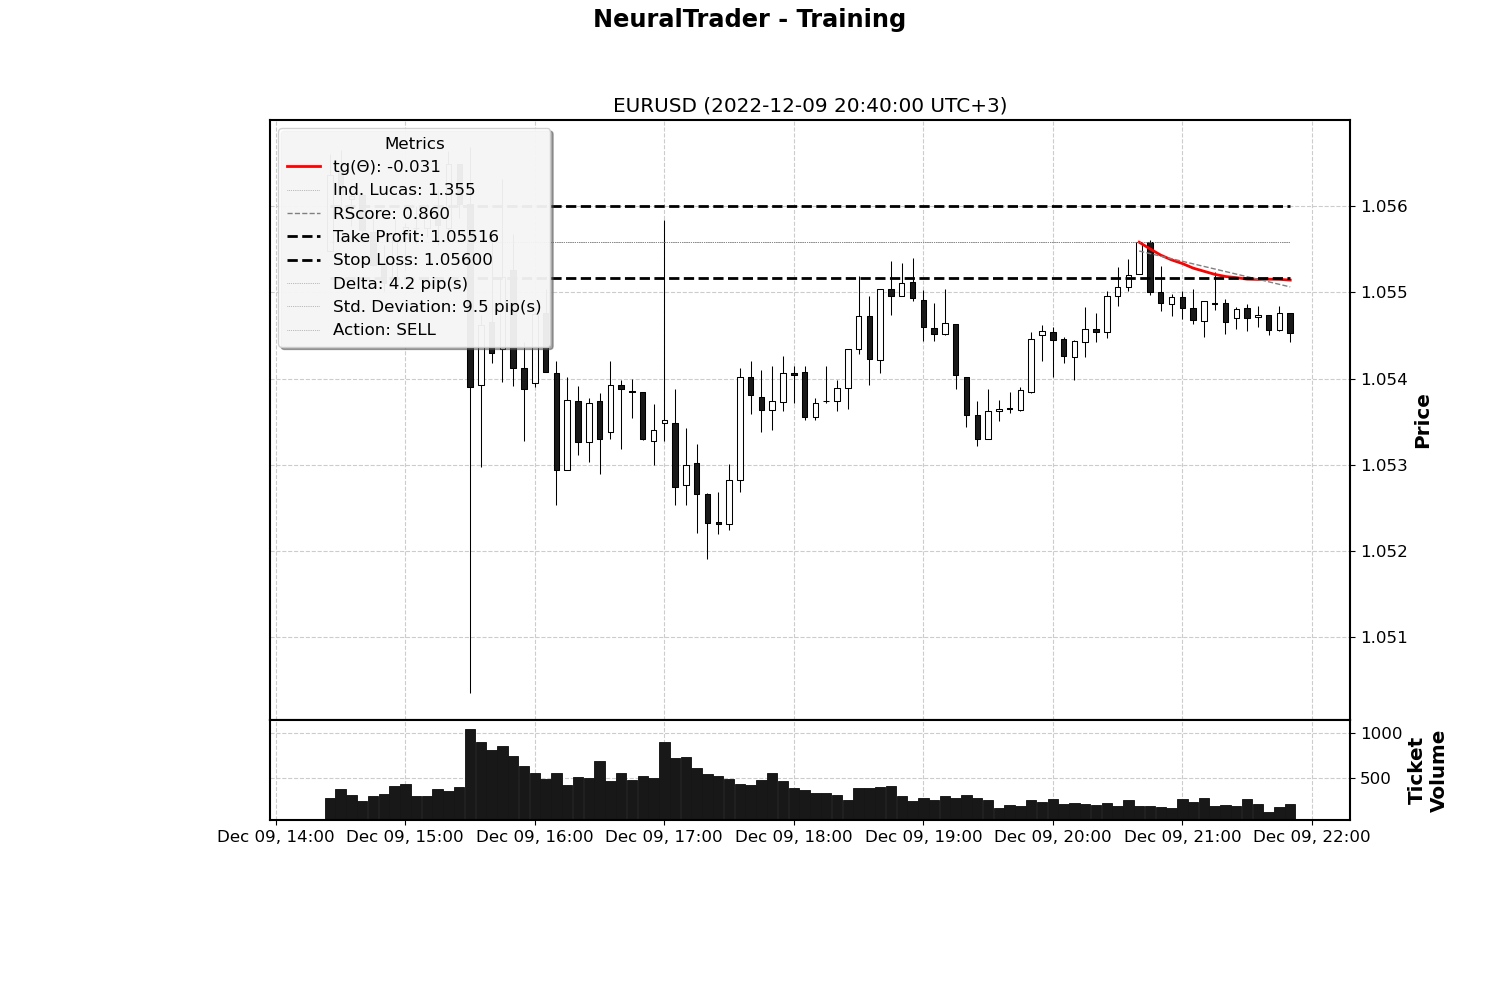 NeuralTrader - Training
EURUSD (2022-12-09 20:40:00 UTC+3)
Metrics
tg(Θ): -0.031
Ind. Lucas: 1.355
RScore: 0.860
Take Profit: 1.05516
Stop Loss: 1.05600
Delta: 4.2 pip(s)
Std. Deviation: 9.5 pip(s)
Action: SELL
1.056
1.055
1.054
1.053
1.052
1.051
Price
1000
500
Ticket
Volume
Dec 09, 14:00 Dec 09, 15:00 Dec 09, 16:00 Dec 09, 17:00 Dec 09, 18:00 Dec 09, 19:00 Dec 09, 20:00 Dec 09, 21:00 Dec 09, 22:00